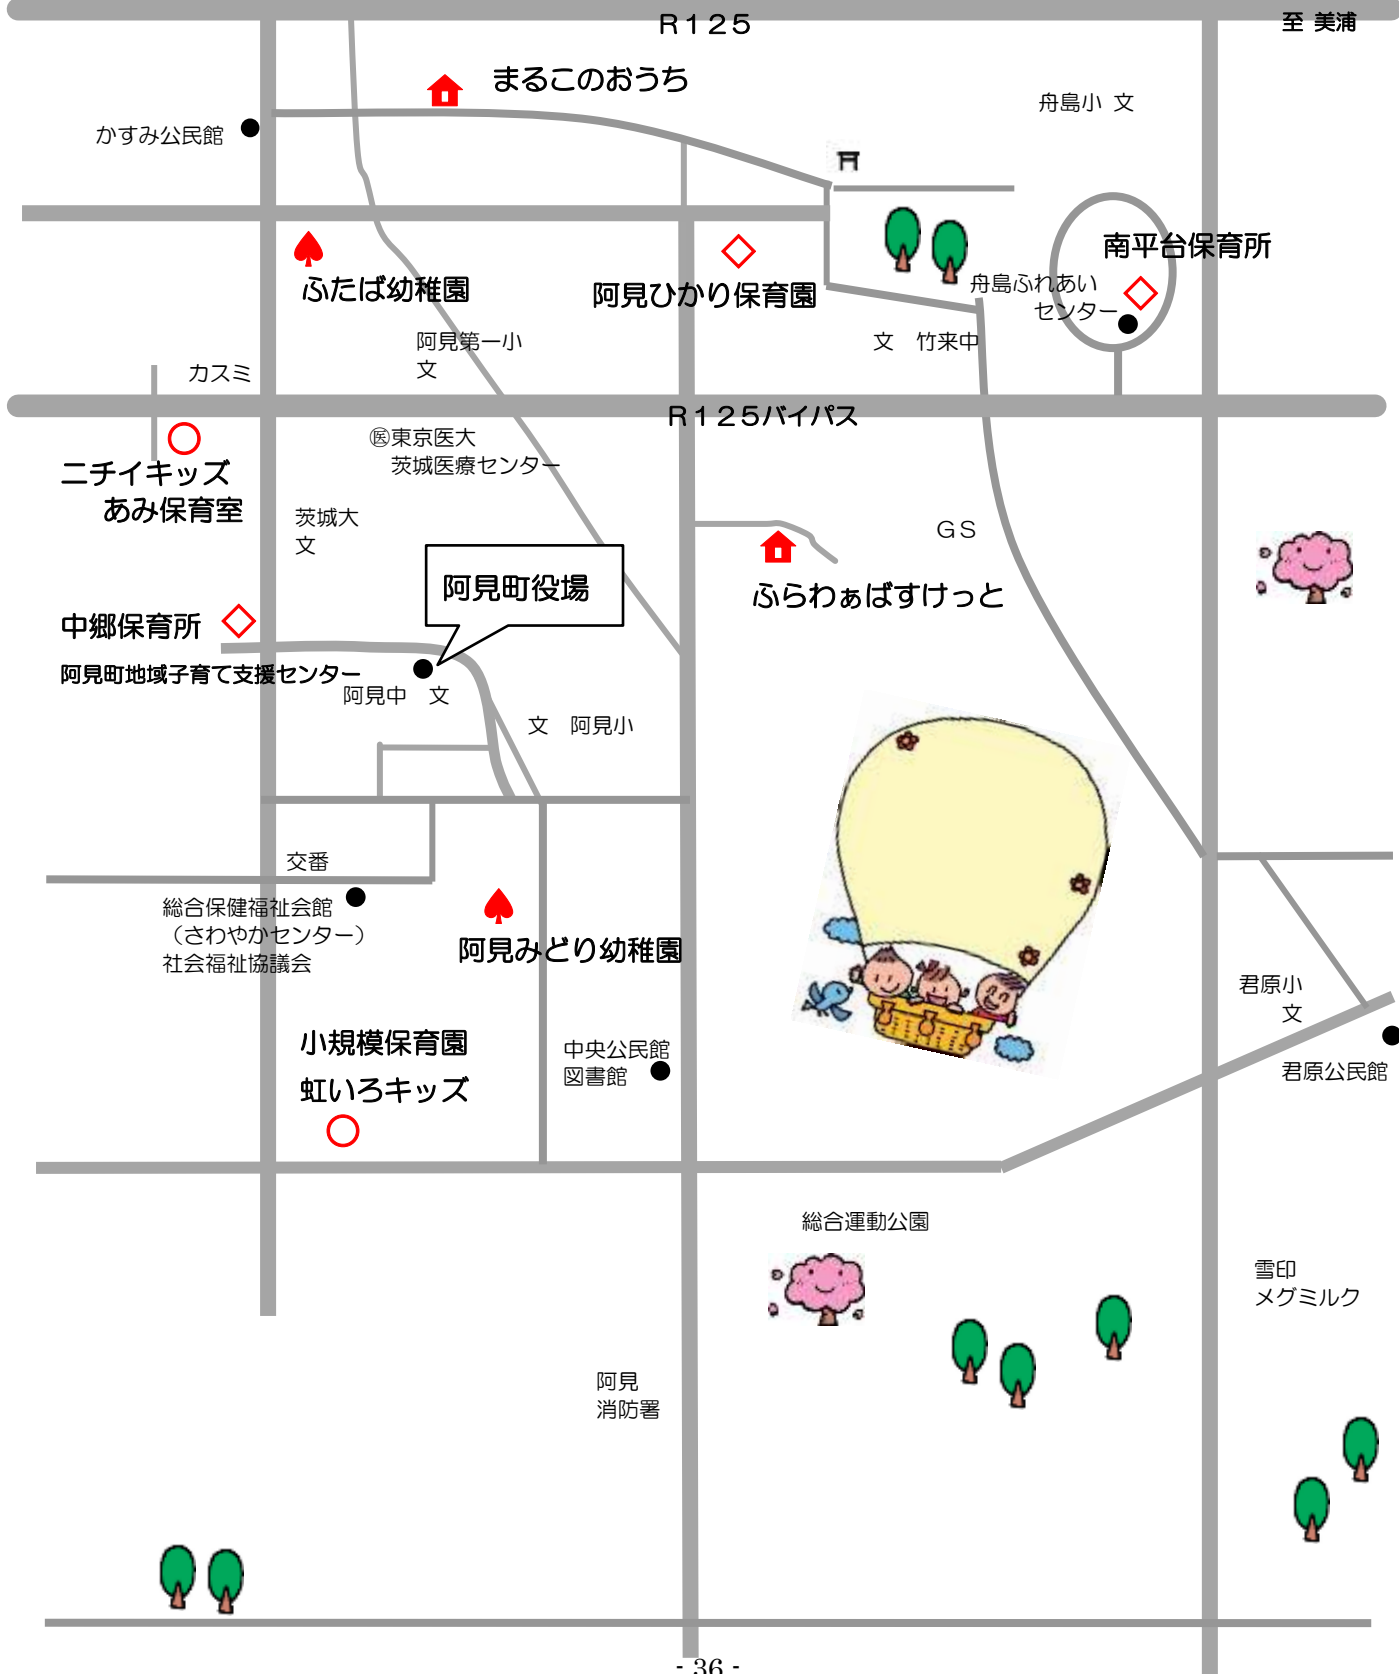 R125
至 美浦
まるこのおうち
舟島小 文
かすみ公民館
南平台保育所
ふたば幼稚園
阿見ひかり保育園
舟島ふれあい
センター
阿見第一小
文
文 竹来中
カスミ
R125バイパス
㊩東京医大
茨城医療センター
ニチイキッズ
あみ保育室
茨城大
文
GS
阿見町役場
ふらわぁばすけっと
中郷保育所
阿見町地域子育て支援センター
阿見中 文
文 阿見小
交番
総合保健福祉会館
（さわやかセンター）
社会福祉協議会
阿見みどり幼稚園
君原小
文
小規模保育園
虹いろキッズ
中央公民館
図書館
君原公民館
総合運動公園
雪印
メグミルク
阿見
消防署
- 36 -